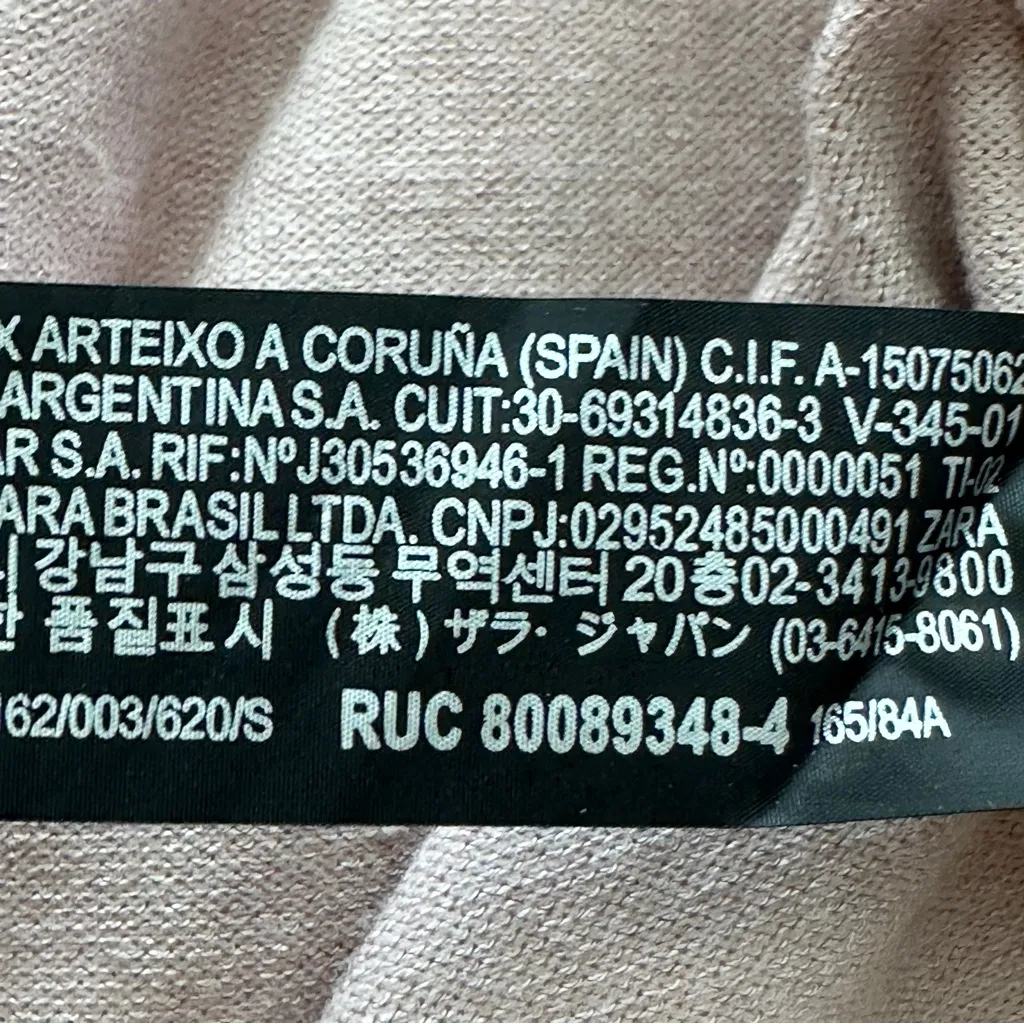 X ARTEIXO A CORUÑA (SPAIN) C.I.F. A-15075062
ARGENTINA S.A. CUIT:30-69314836-3 V-345-01
AR S.A. RIF:NºJ30536946-1 REG.Nº:0000051 TI-02
ARA BRASIL LTDA. CNPJ:02952485000491 ZARA
강남구 삼성동 무역센터 20층02-3413-9800
품질표시 (株) ザラ・ジャパン (03-6415-8061)
162/003/620/S RUC 80089348-4 165/84A